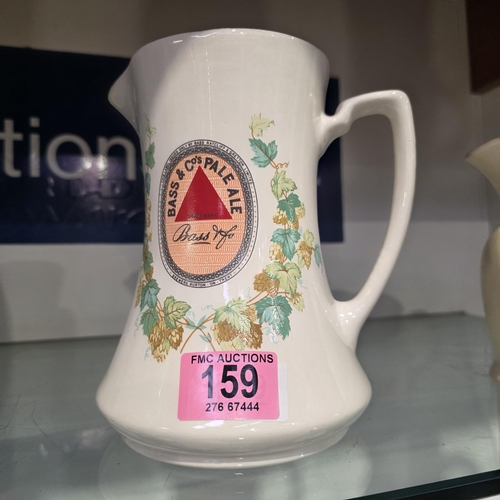 tion
BASS & Co's PALE ALE
Bass & Co
FMC AUCTIONS
159
276 67444